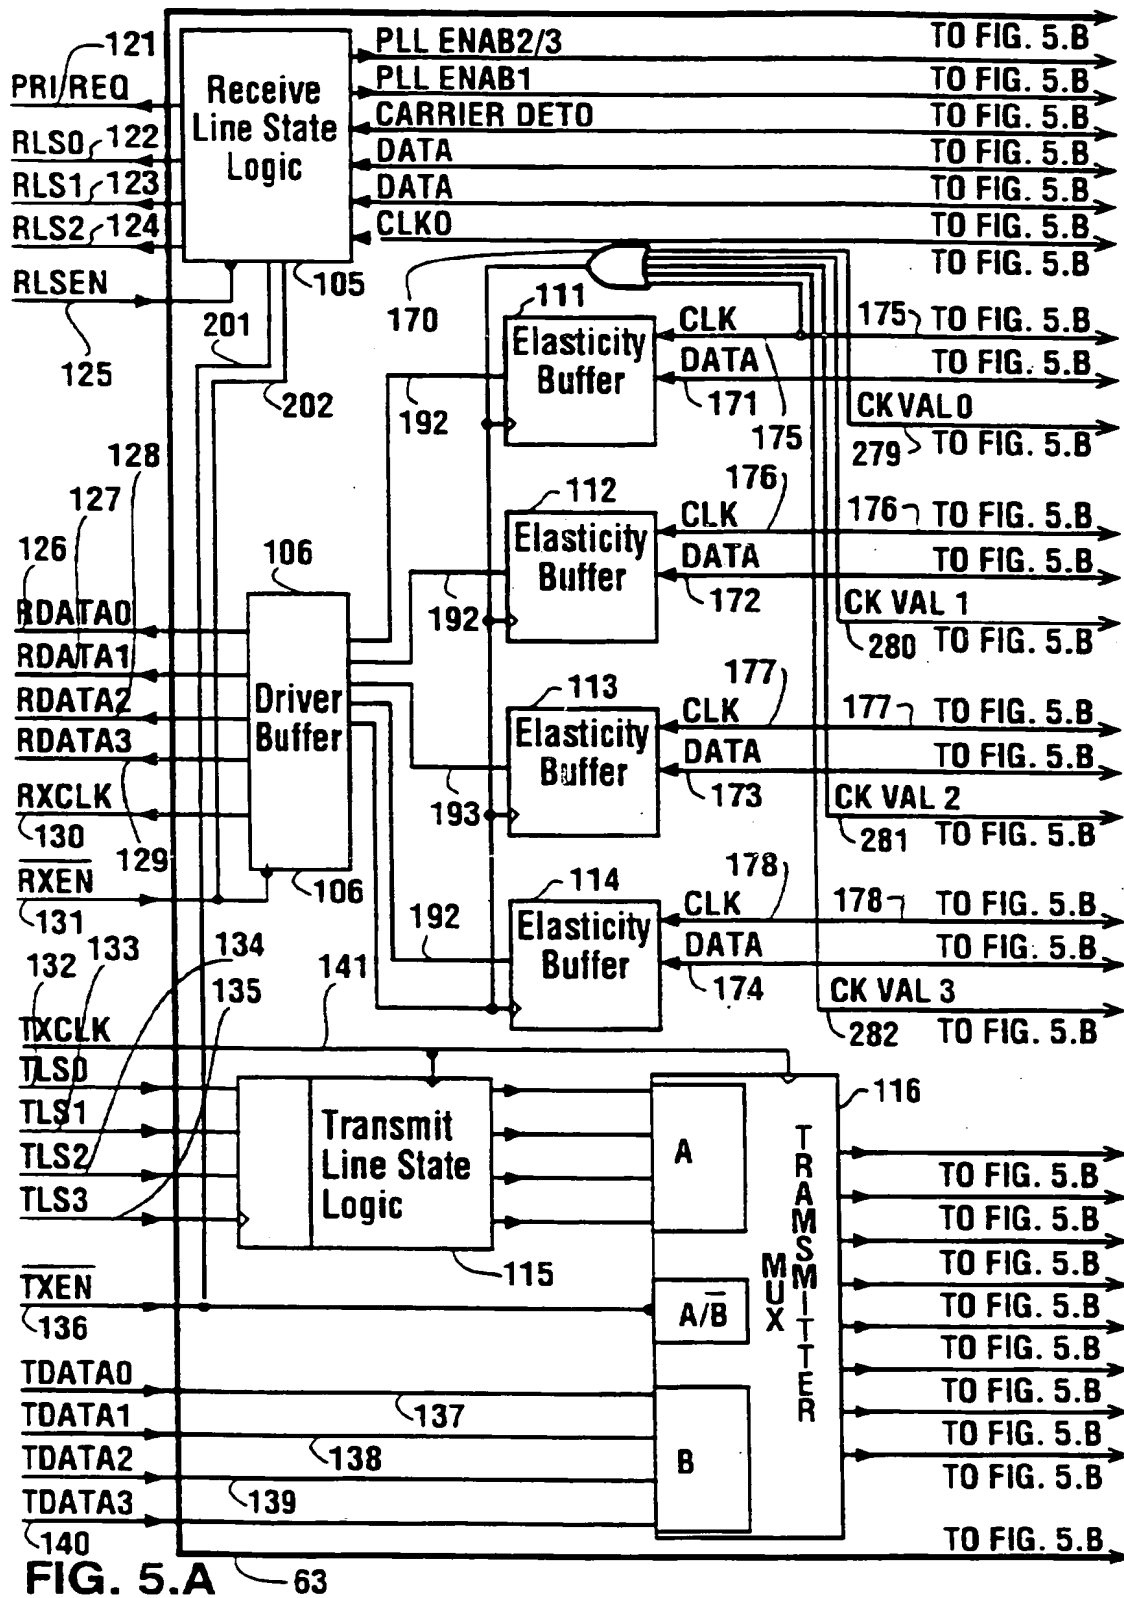 TO FIG. 5.B
121
PLL ENAB2/3
TO FIG. 5.B
PRI/REQ
Receive
Line State
Logic
PLL ENAB1
TO FIG. 5.B
CARRIER DET0
TO FIG. 5.B
RLS0
122
DATA
TO FIG. 5.B
RLS1
123
DATA
TO FIG. 5.B
RLS2
124
CLK0
TO FIG. 5.B
RLSEN
105
125
201
202
170
111
Elasticity
Buffer
CLK
175
TO FIG. 5.B
DATA
TO FIG. 5.B
192
171
175
CKVAL0
279
TO FIG. 5.B
128
127
126
176
112
Elasticity
Buffer
CLK
176
TO FIG. 5.B
DATA
TO FIG. 5.B
192
172
CK VAL 1
280
TO FIG. 5.B
106
RDATA0
RDATA1
RDATA2
RDATA3
RXCLK
130
129
Driver
Buffer
106
RXEN
131
177
113
Elasticity
Buffer
CLK
177
TO FIG. 5.B
DATA
TO FIG. 5.B
193
173
CK VAL 2
281
TO FIG. 5.B
178
114
Elasticity
Buffer
CLK
178
TO FIG. 5.B
DATA
TO FIG. 5.B
192
174
CK VAL 3
282
TO FIG. 5.B
132
133
134
135
141
TXCLK
TLS0
TLS1
TLS2
TLS3
Transmit
Line State
Logic
115
A
116
TRAMSMITTER
MUX
TO FIG. 5.B
TO FIG. 5.B
TO FIG. 5.B
TO FIG. 5.B
TO FIG. 5.B
TO FIG. 5.B
TO FIG. 5.B
TO FIG. 5.B
TXEN
136
A/B̅
TDATA0
137
TDATA1
138
B
TDATA2
139
TDATA3
140
TO FIG. 5.B
63
FIG. 5.A